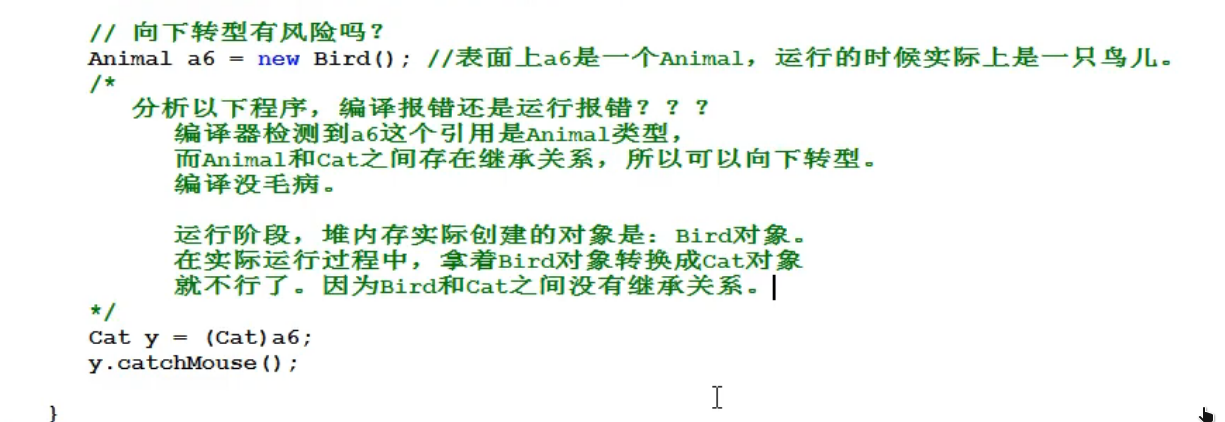 // 向下转型有风险吗？
Animal a6 = new Bird(); //表面上a6是一个Animal，运行的时候实际上是一只鸟儿。
/*
分析以下程序，编译报错还是运行报错？？？
编译器检测到a6这个引用是Animal类型，
而Animal和Cat之间存在继承关系，所以可以向下转型。
编译没毛病。
运行阶段，堆内存实际创建的对象是：Bird对象。
在实际运行过程中，拿着Bird对象转换成Cat对象
就不行了。因为Bird和Cat之间没有继承关系。
*/
Cat y = (Cat)a6;
y.catchMouse();
}